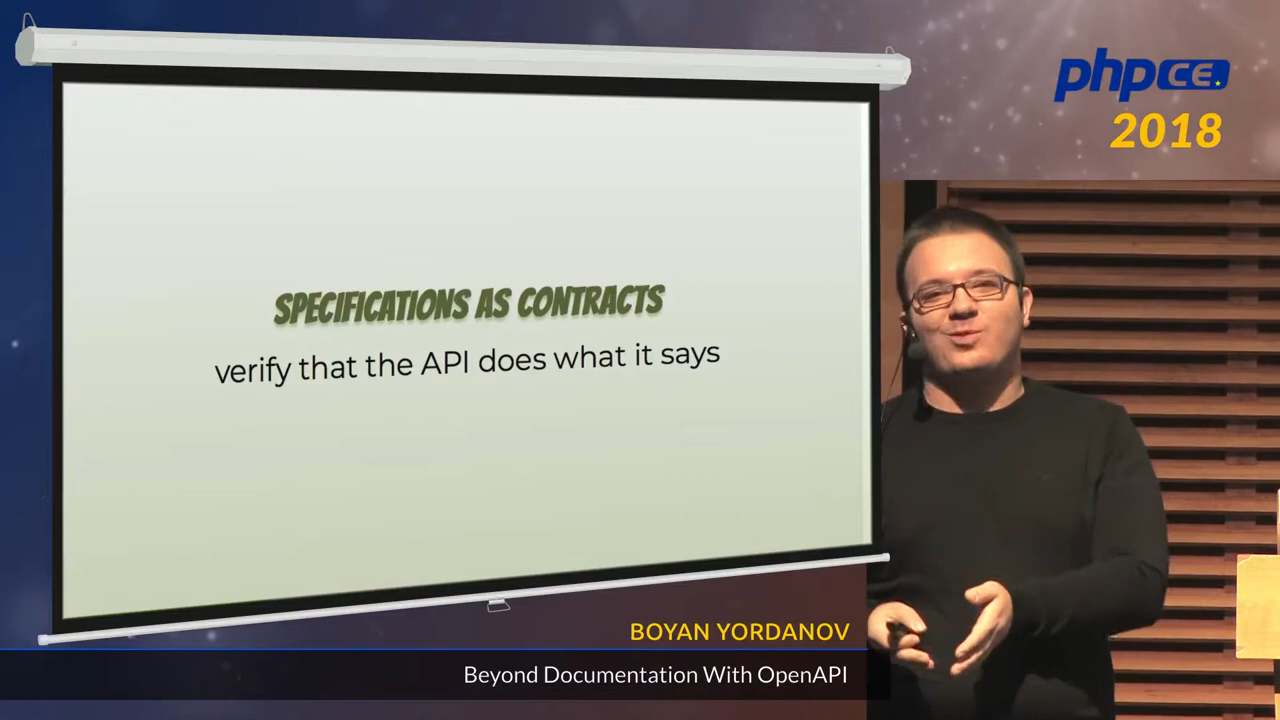 phpCE
2018
SPECIFICATIONS AS CONTRACTS
verify that the API does what it says
BOYAN YORDANOV
Beyond Documentation With OpenAPI